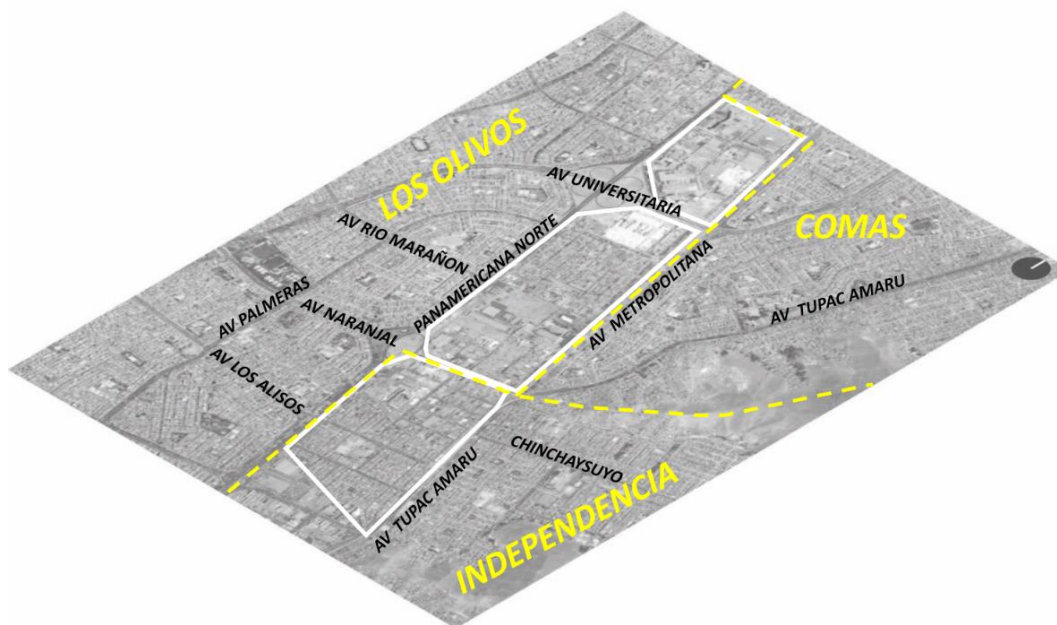 LOS OLIVOS
AV UNIVERSITARIA
AV RIO MARAÑON
PANAMERICANA NORTE
COMAS
AV METROPOLITANA
AV TUPAC AMARU
AV PALMERAS
AV NARANJAL
AV LOS ALISOS
CHINCHAYSUYO
AV TUPAC AMARU
INDEPENDENCIA